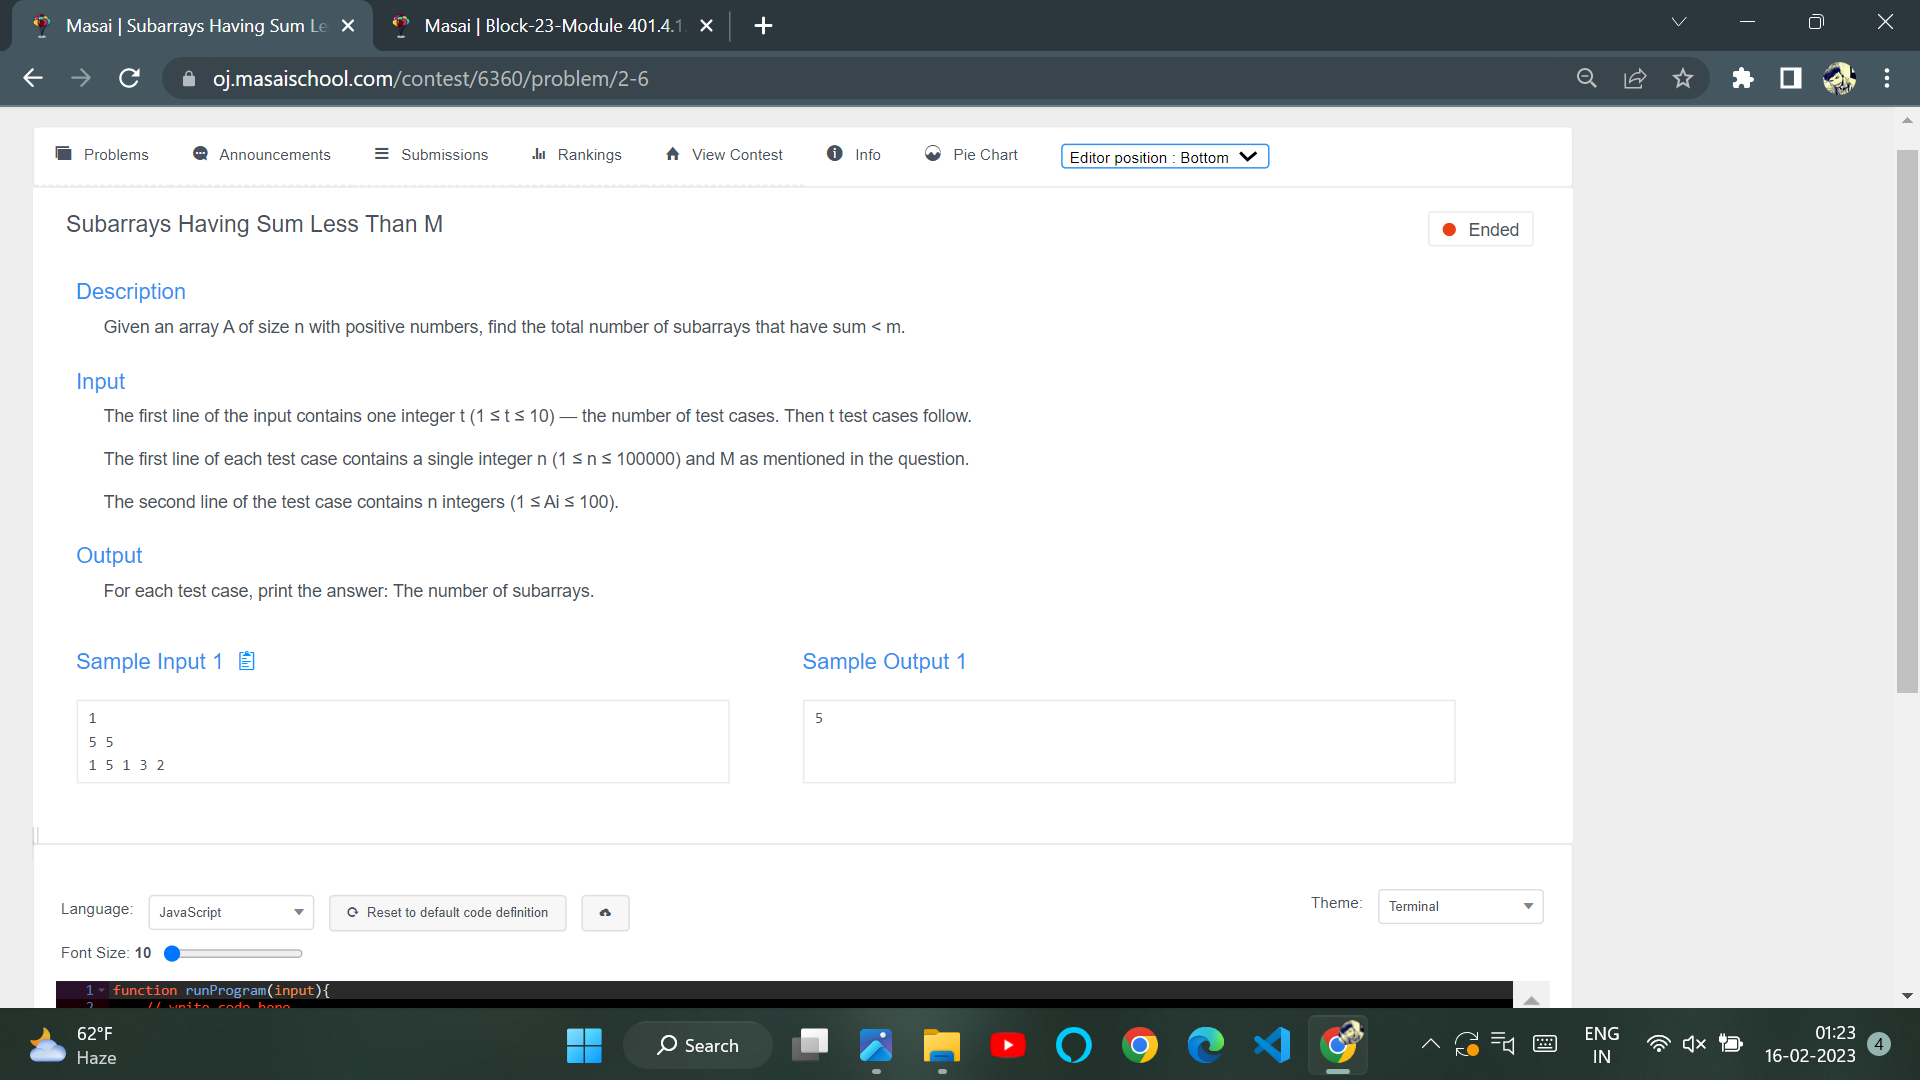 Masai | Subarrays Having Sum Le
Masai | Block-23-Module 401.4.1
oj.masaischool.com/contest/6360/problem/2-6
Problems
Announcements
Submissions
Rankings
View Contest
Info
Pie Chart
Editor position : Bottom
Subarrays Having Sum Less Than M
Ended
Description
Given an array A of size n with positive numbers, find the total number of subarrays that have sum < m.
Input
The first line of the input contains one integer t (1 ≤ t ≤ 10) — the number of test cases. Then t test cases follow.
The first line of each test case contains a single integer n (1 ≤ n ≤ 100000) and M as mentioned in the question.
The second line of the test case contains n integers (1 ≤ Ai ≤ 100).
Output
For each test case, print the answer: The number of subarrays.
Sample Input 1
Sample Output 1
1
5 5
1 5 1 3 2
5
Language:
JavaScript
Reset to default code definition
Theme:
Terminal
Font Size: 10
1 function runProgram(input){
2 // write code here
62°F
Haze
Search
ENG
IN
01:23
16-02-2023
4